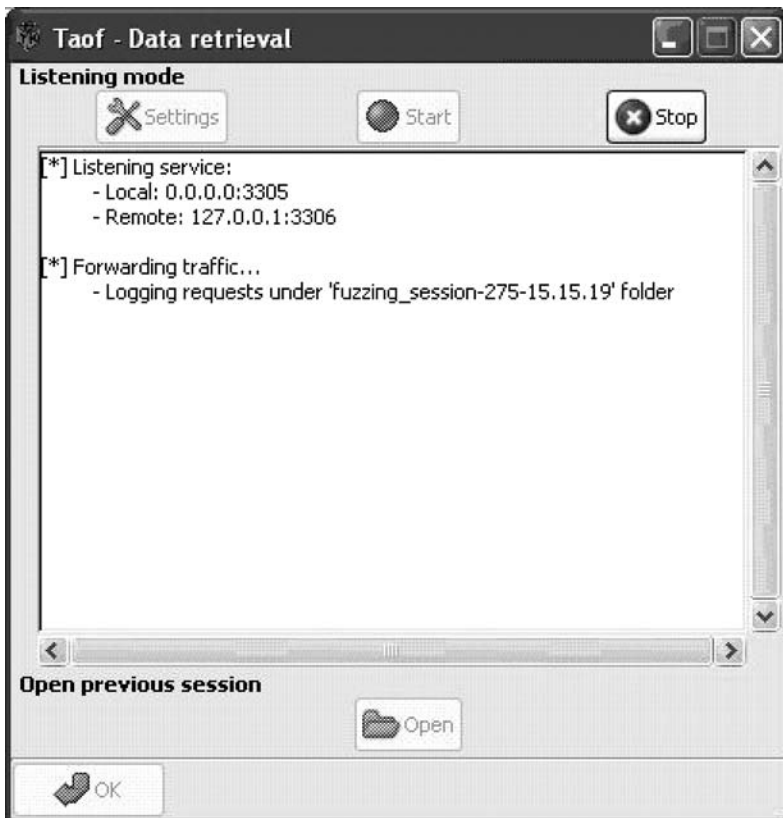 Taof - Data retrieval
Listening mode
Settings Start Stop
[*] Listening service:
- Local: 0.0.0.0:3305
- Remote: 127.0.0.1:3306
[*] Forwarding traffic...
- Logging requests under 'fuzzing_session-275-15.15.19' folder
Open previous session
Open
OK